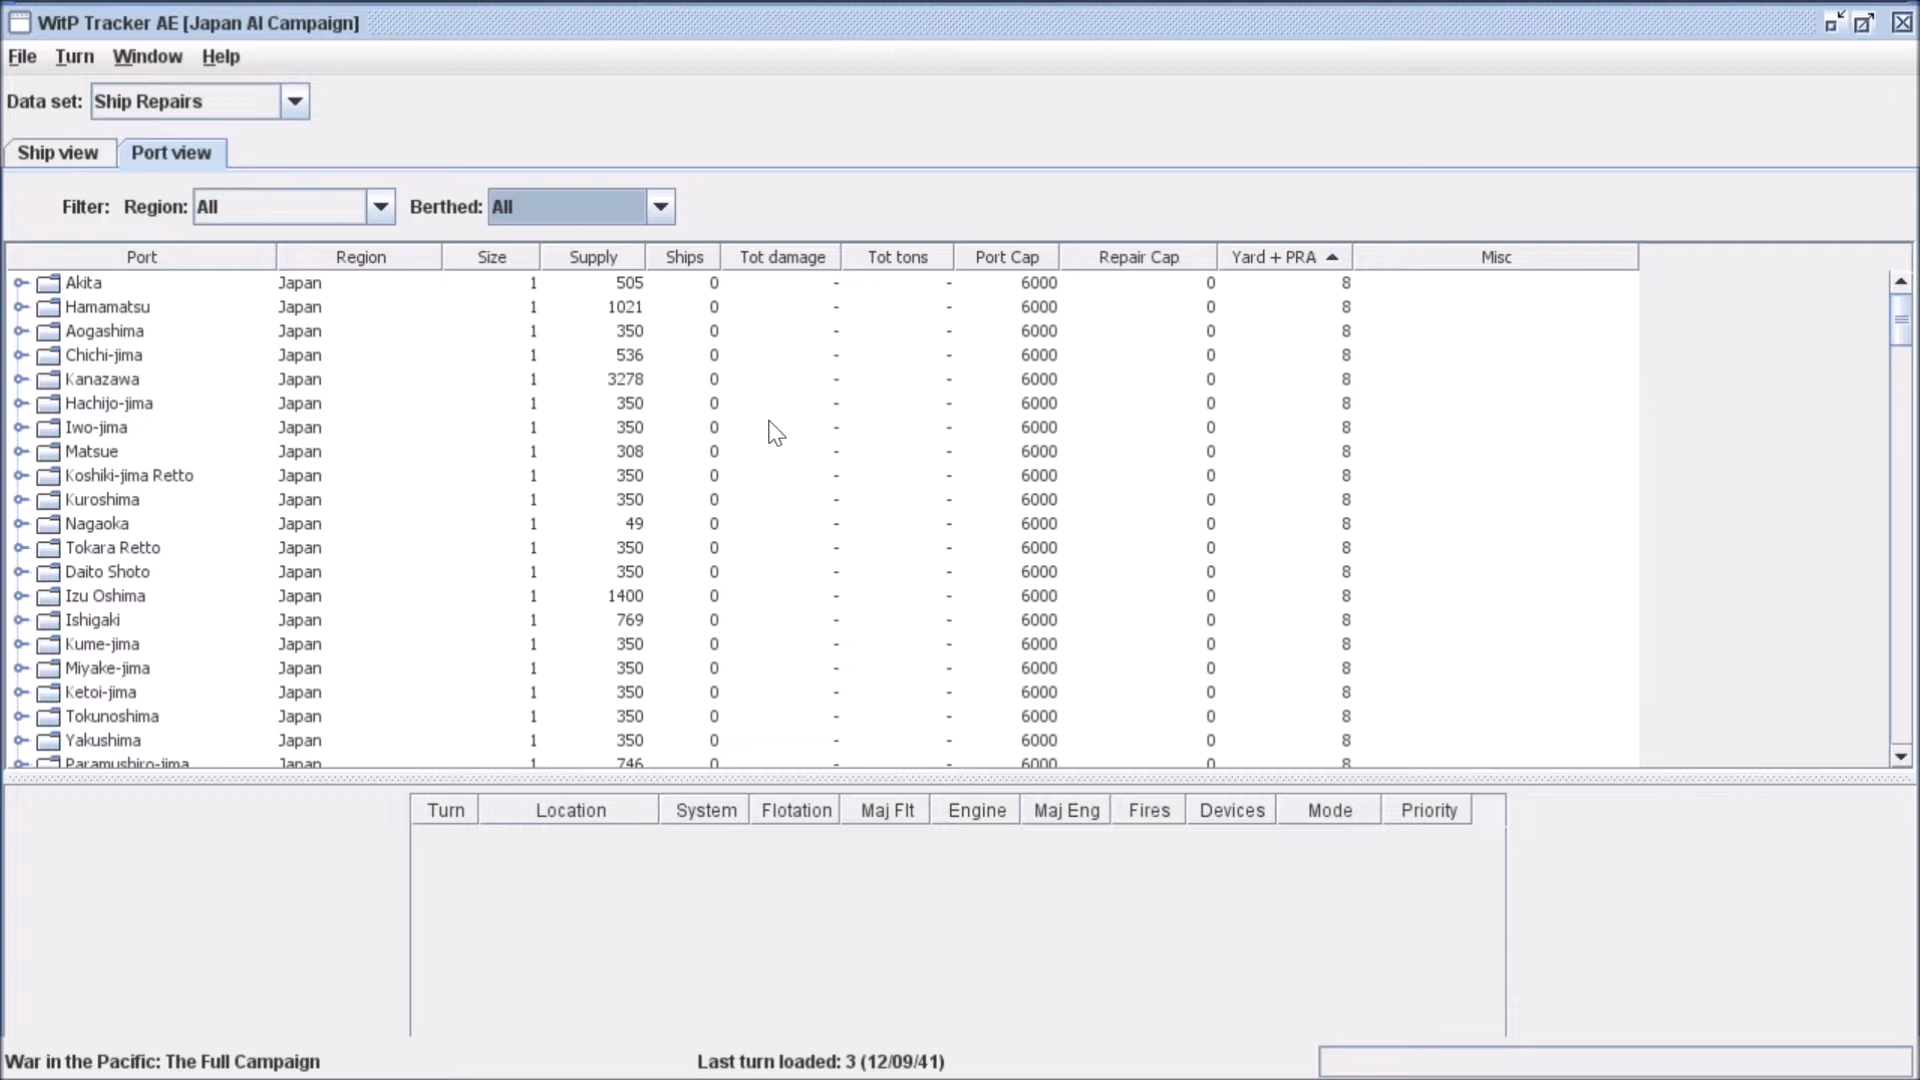 WitP Tracker AE [Japan AI Campaign]
File Turn Window Help
Data set: Ship Repairs
Ship view Port view
Filter: Region: All Berthed: All
Port Region Size Supply Ships Tot damage Tot tons Port Cap Repair Cap Yard + PRA Misc
Akita Japan 1 505 0 - - 6000 0 8
Hamamatsu Japan 1 1021 0 - - 6000 0 8
Aogashima Japan 1 350 0 - - 6000 0 8
Chichi-jima Japan 1 536 0 - - 6000 0 8
Kanazawa Japan 1 3278 0 - - 6000 0 8
Hachijo-jima Japan 1 350 0 - - 6000 0 8
Iwo-jima Japan 1 350 0 - - 6000 0 8
Matsue Japan 1 308 0 - - 6000 0 8
Koshiki-jima Retto Japan 1 350 0 - - 6000 0 8
Kuroshima Japan 1 350 0 - - 6000 0 8
Nagaoka Japan 1 49 0 - - 6000 0 8
Tokara Retto Japan 1 350 0 - - 6000 0 8
Daito Shoto Japan 1 350 0 - - 6000 0 8
Izu Oshima Japan 1 1400 0 - - 6000 0 8
Ishigaki Japan 1 769 0 - - 6000 0 8
Kume-jima Japan 1 350 0 - - 6000 0 8
Miyake-jima Japan 1 350 0 - - 6000 0 8
Ketoi-jima Japan 1 350 0 - - 6000 0 8
Tokunoshima Japan 1 350 0 - - 6000 0 8
Yakushima Japan 1 350 0 - - 6000 0 8
Paramushiro-jima Japan 1 746 0 - - 6000 0 8
Turn Location System Flotation Maj Flt Engine Maj Eng Fires Devices Mode Priority
War in the Pacific: The Full Campaign Last turn loaded: 3 (12/09/41)